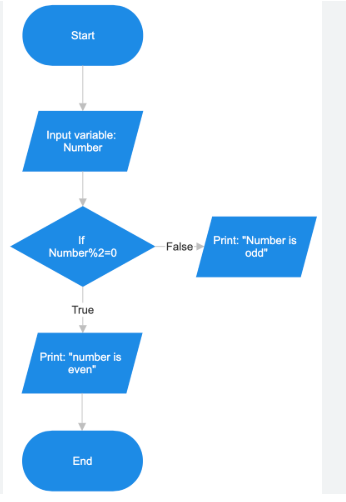 Start
Input variable:
Number
If
Number%2=0
False
Print: "Number is
odd"
True
Print: "number is
even"
End